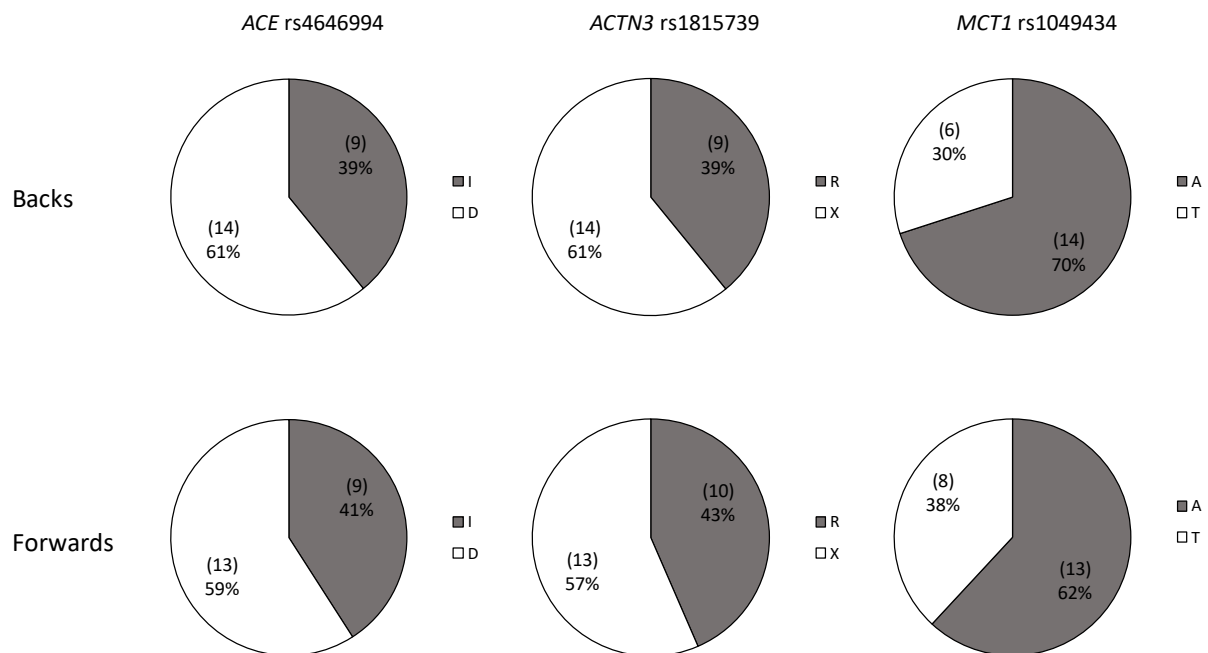 ACE rs4646994
ACTN3 rs1815739
MCT1 rs1049434
Backs
(9)
39%
(14)
61%
I
D
(9)
39%
(14)
61%
R
X
(6)
30%
(14)
70%
A
T
Forwards
(9)
41%
(13)
59%
I
D
(10)
43%
(13)
57%
R
X
(8)
38%
(13)
62%
A
T